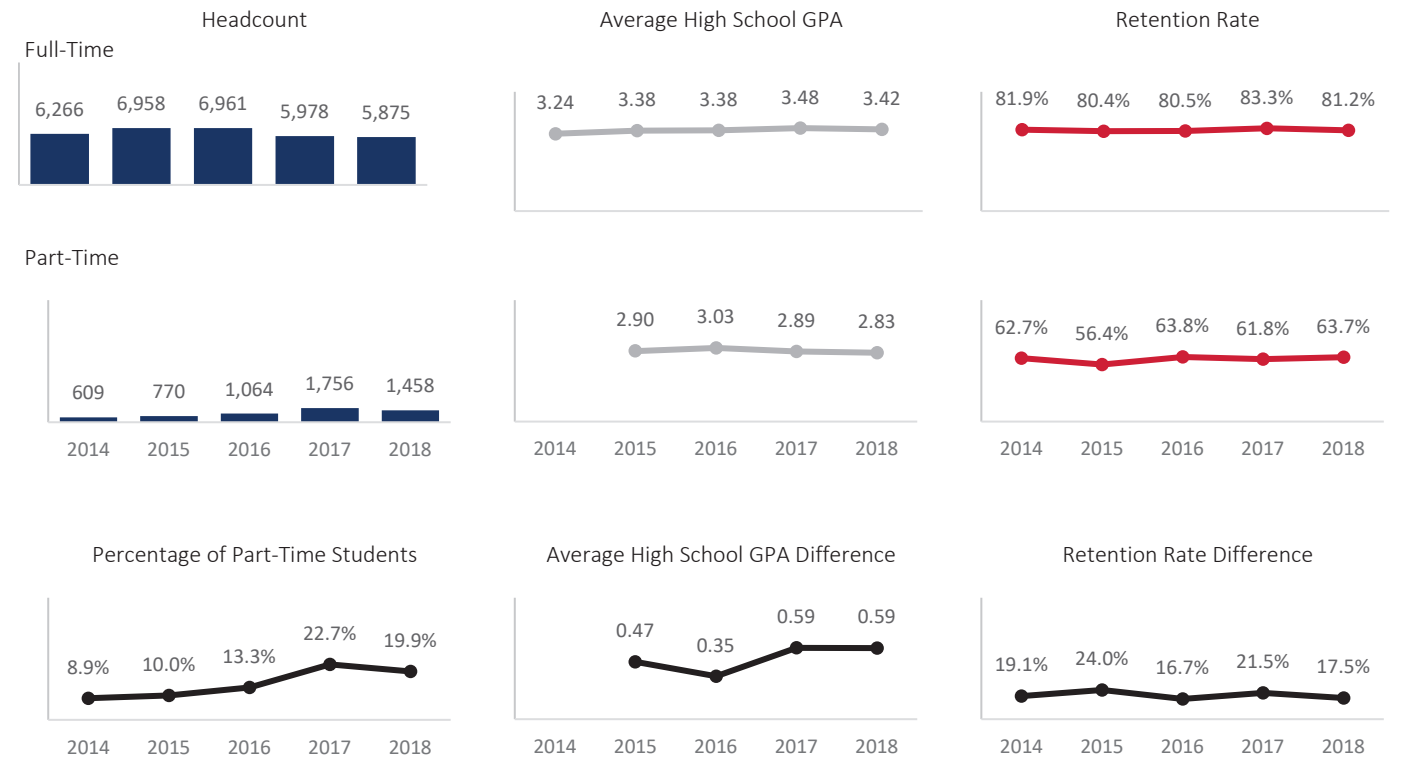 Headcount
Average High School GPA
Retention Rate
Full-Time
6,266 6,958 6,961 5,978 5,875
3.24 3.38 3.38 3.48 3.42
81.9% 80.4% 80.5% 83.3% 81.2%
Part-Time
609 770 1,064 1,756 1,458
2014 2015 2016 2017 2018
2.90 3.03 2.89 2.83
2014 2015 2016 2017 2018
62.7% 56.4% 63.8% 61.8% 63.7%
2014 2015 2016 2017 2018
Percentage of Part-Time Students
8.9% 10.0% 13.3% 22.7% 19.9%
2014 2015 2016 2017 2018
Average High School GPA Difference
0.47 0.35 0.59 0.59
2014 2015 2016 2017 2018
Retention Rate Difference
19.1% 24.0% 16.7% 21.5% 17.5%
2014 2015 2016 2017 2018